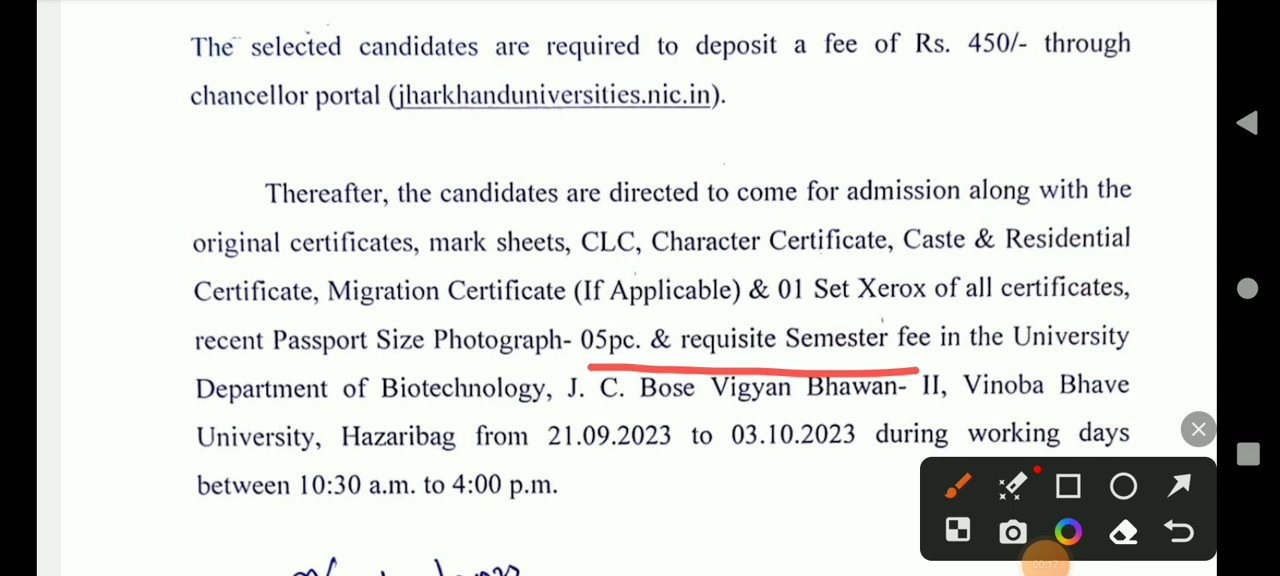 The selected candidates are required to deposit a fee of Rs. 450/- through
chancellor portal (jharkhanduniversities.nic.in).
Thereafter, the candidates are directed to come for admission along with the
original certificates, mark sheets, CLC, Character Certificate, Caste & Residential
Certificate, Migration Certificate (If Applicable) & 01 Set Xerox of all certificates,
recent Passport Size Photograph- 05pc. & requisite Semester fee in the University
Department of Biotechnology, J. C. Bose Vigyan Bhawan- II, Vinoba Bhave
University, Hazaribag from 21.09.2023 to 03.10.2023 during working days
between 10:30 a.m. to 4:00 p.m.
00:17